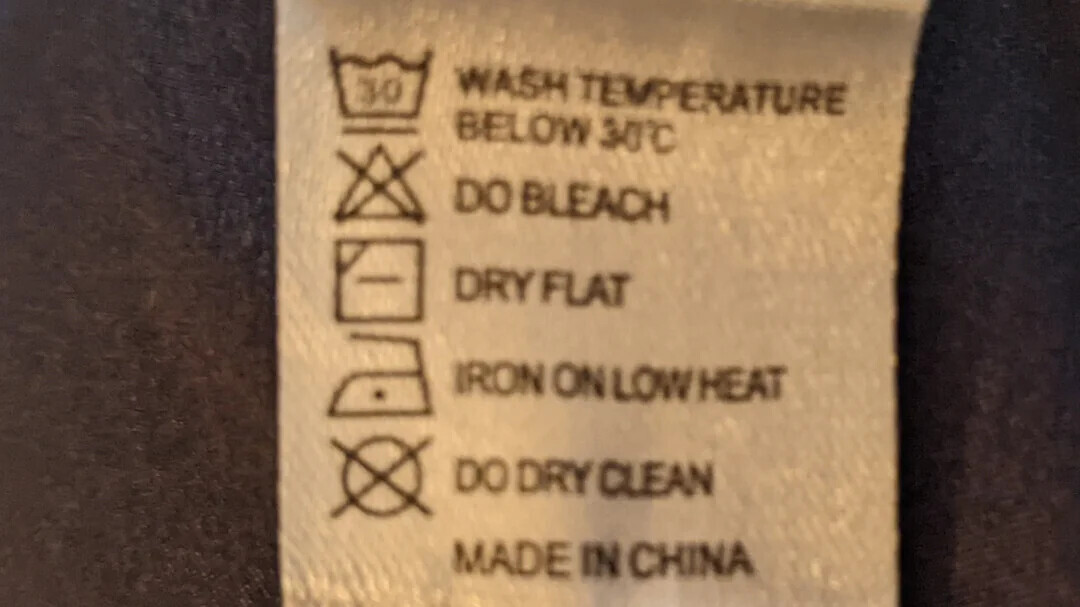 30
WASH TEMPERATURE
BELOW 30°C
DO BLEACH
DRY FLAT
IRON ON LOW HEAT
DO DRY CLEAN
MADE IN CHINA